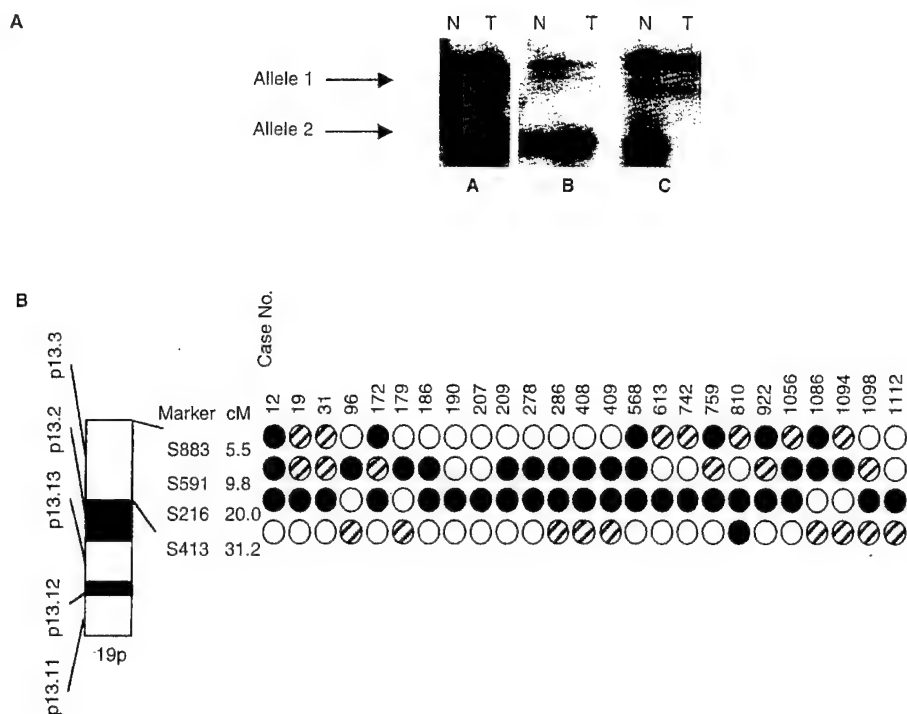 A
N T N T N T
Allele 1
Allele 2
A B C
B
Case No.
p13.3
p13.2
p13.13
p13.12
p13.11
19p
Marker cM
12 19 31 96 172 179 186 190 207 209 278 286 408 409 568 613 742 759 810 922 1056 1086 1094 1098 1112
S883 5.5
S591 9.8
S216 20.0
S413 31.2